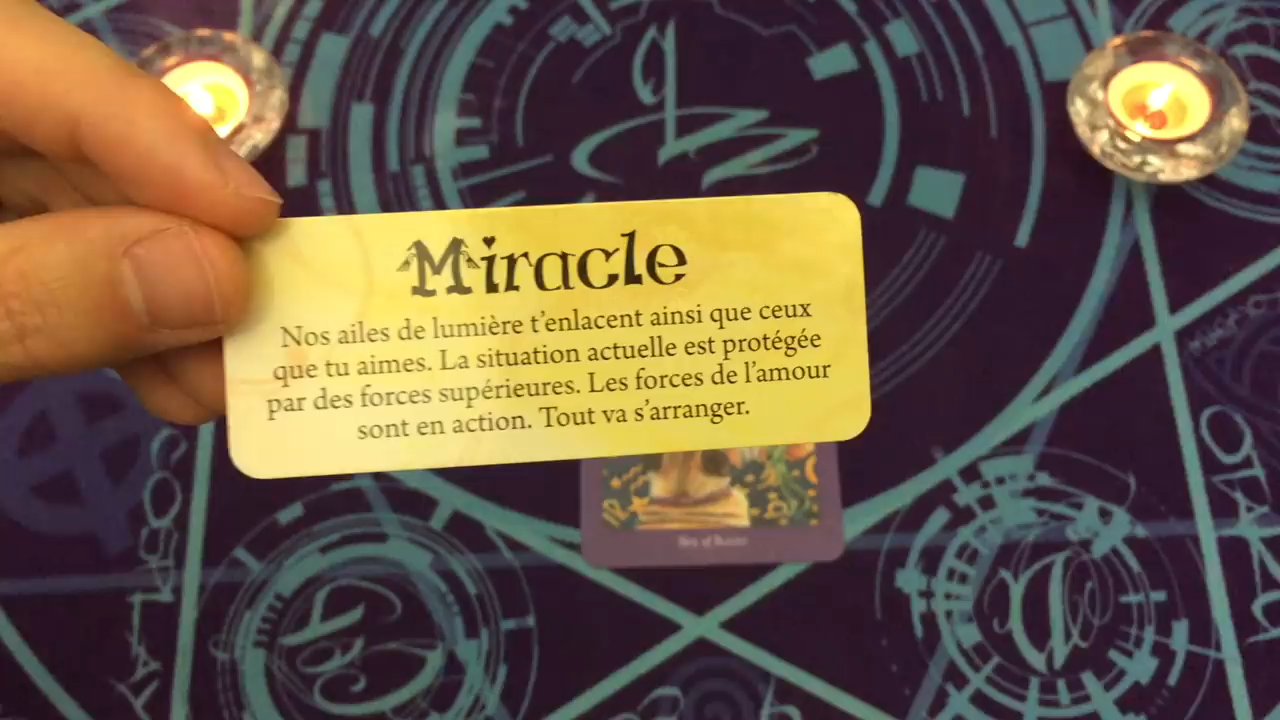 Miracle
Nos ailes de lumière t'enlacent ainsi que ceux
que tu aimes. La situation actuelle est protégée
par des forces supérieures. Les forces de l'amour
sont en action. Tout va s'arranger.